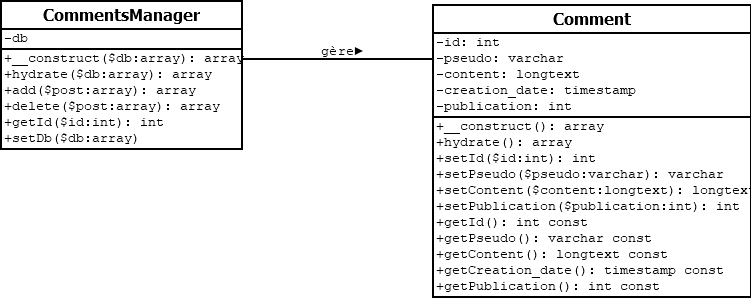 CommentsManager
-db
+__construct($db:array): array
+hydrate($db:array): array
+add($post:array): array
+delete($post:array): array
+getId($id:int): int
+setDb($db:array)
gère
Comment
-id: int
-pseudo: varchar
-content: longtext
-creation_date: timestamp
-publication: int
+__construct(): array
+hydrate(): array
+setId($id:int): int
+setPseudo($pseudo:varchar): varchar
+setContent($content:longtext): longtext
+setPublication($publication:int): int
+getId(): int const
+getPseudo(): varchar const
+getContent(): longtext const
+getCreation_date(): timestamp const
+getPublication(): int const